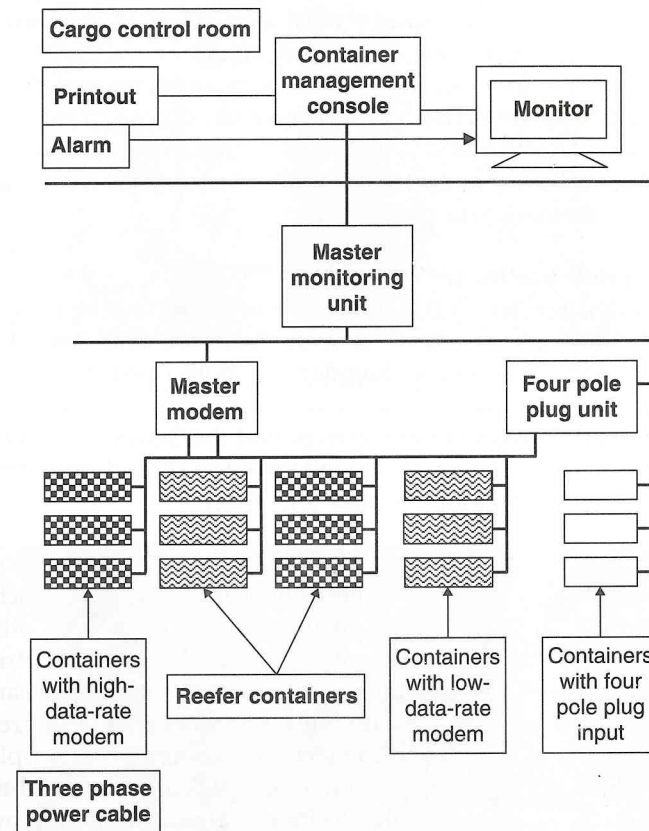 Cargo control room
Container
management
console
Printout
Alarm
Monitor
Master
monitoring
unit
Master
modem
Four pole
plug unit
Containers
with high-
data-rate
modem
Reefer containers
Containers
with low-
data-rate
modem
Containers
with four
pole plug
input
Three phase
power cable